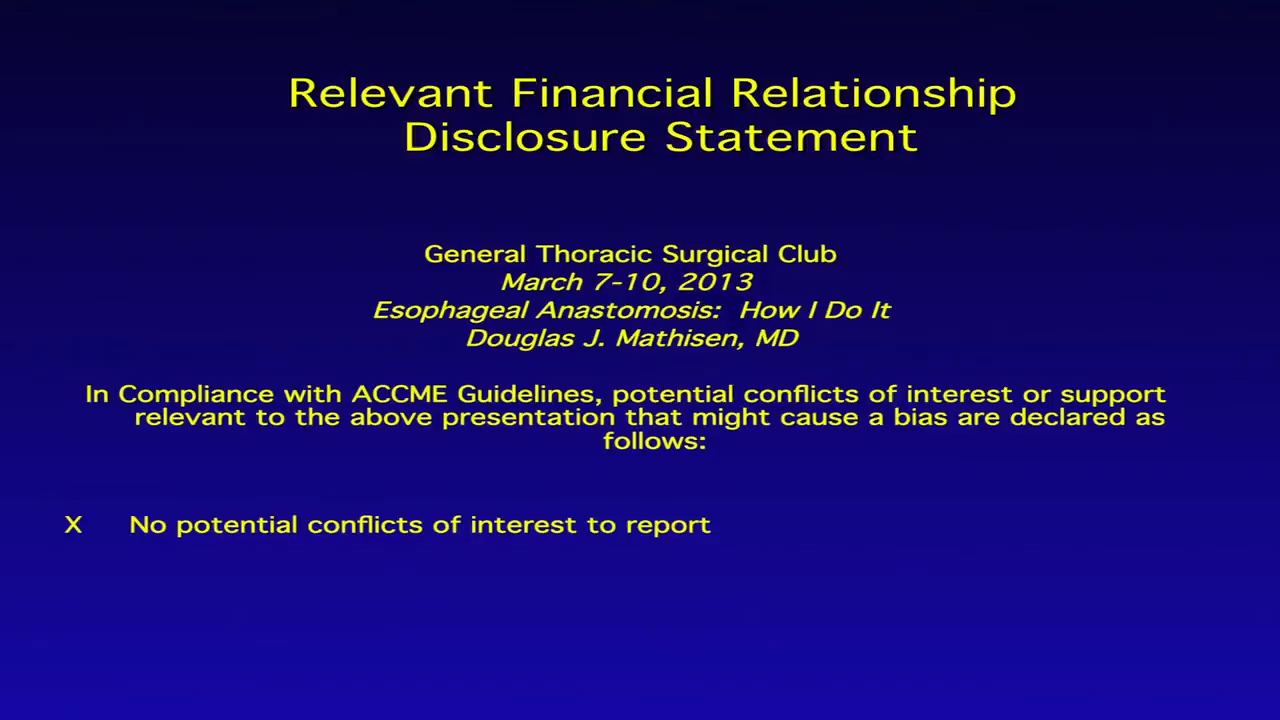 Relevant Financial Relationship
Disclosure Statement
General Thoracic Surgical Club
March 7-10, 2013
Esophageal Anastomosis: How I Do It
Douglas J. Mathisen, MD
In Compliance with ACCME Guidelines, potential conflicts of interest or support
relevant to the above presentation that might cause a bias are declared as
follows:
X No potential conflicts of interest to report